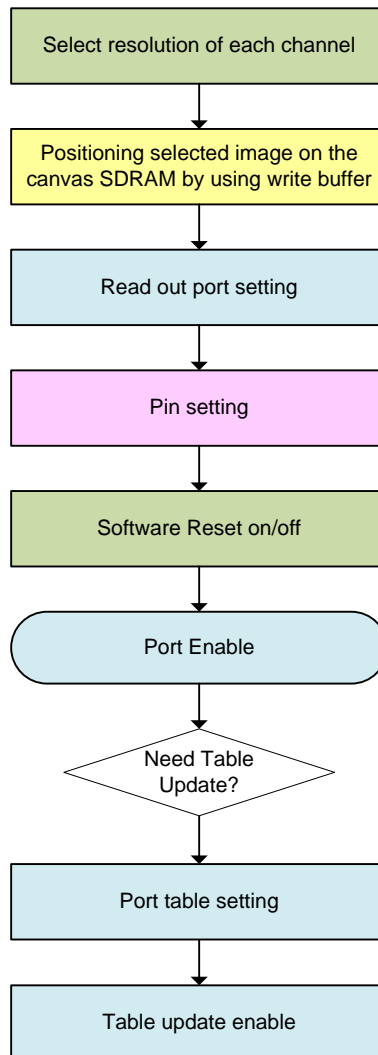 Select resolution of each channel
Positioning selected image on the
canvas SDRAM by using write buffer
Read out port setting
Pin setting
Software Reset on/off
Port Enable
Need Table
Update?
Port table setting
Table update enable